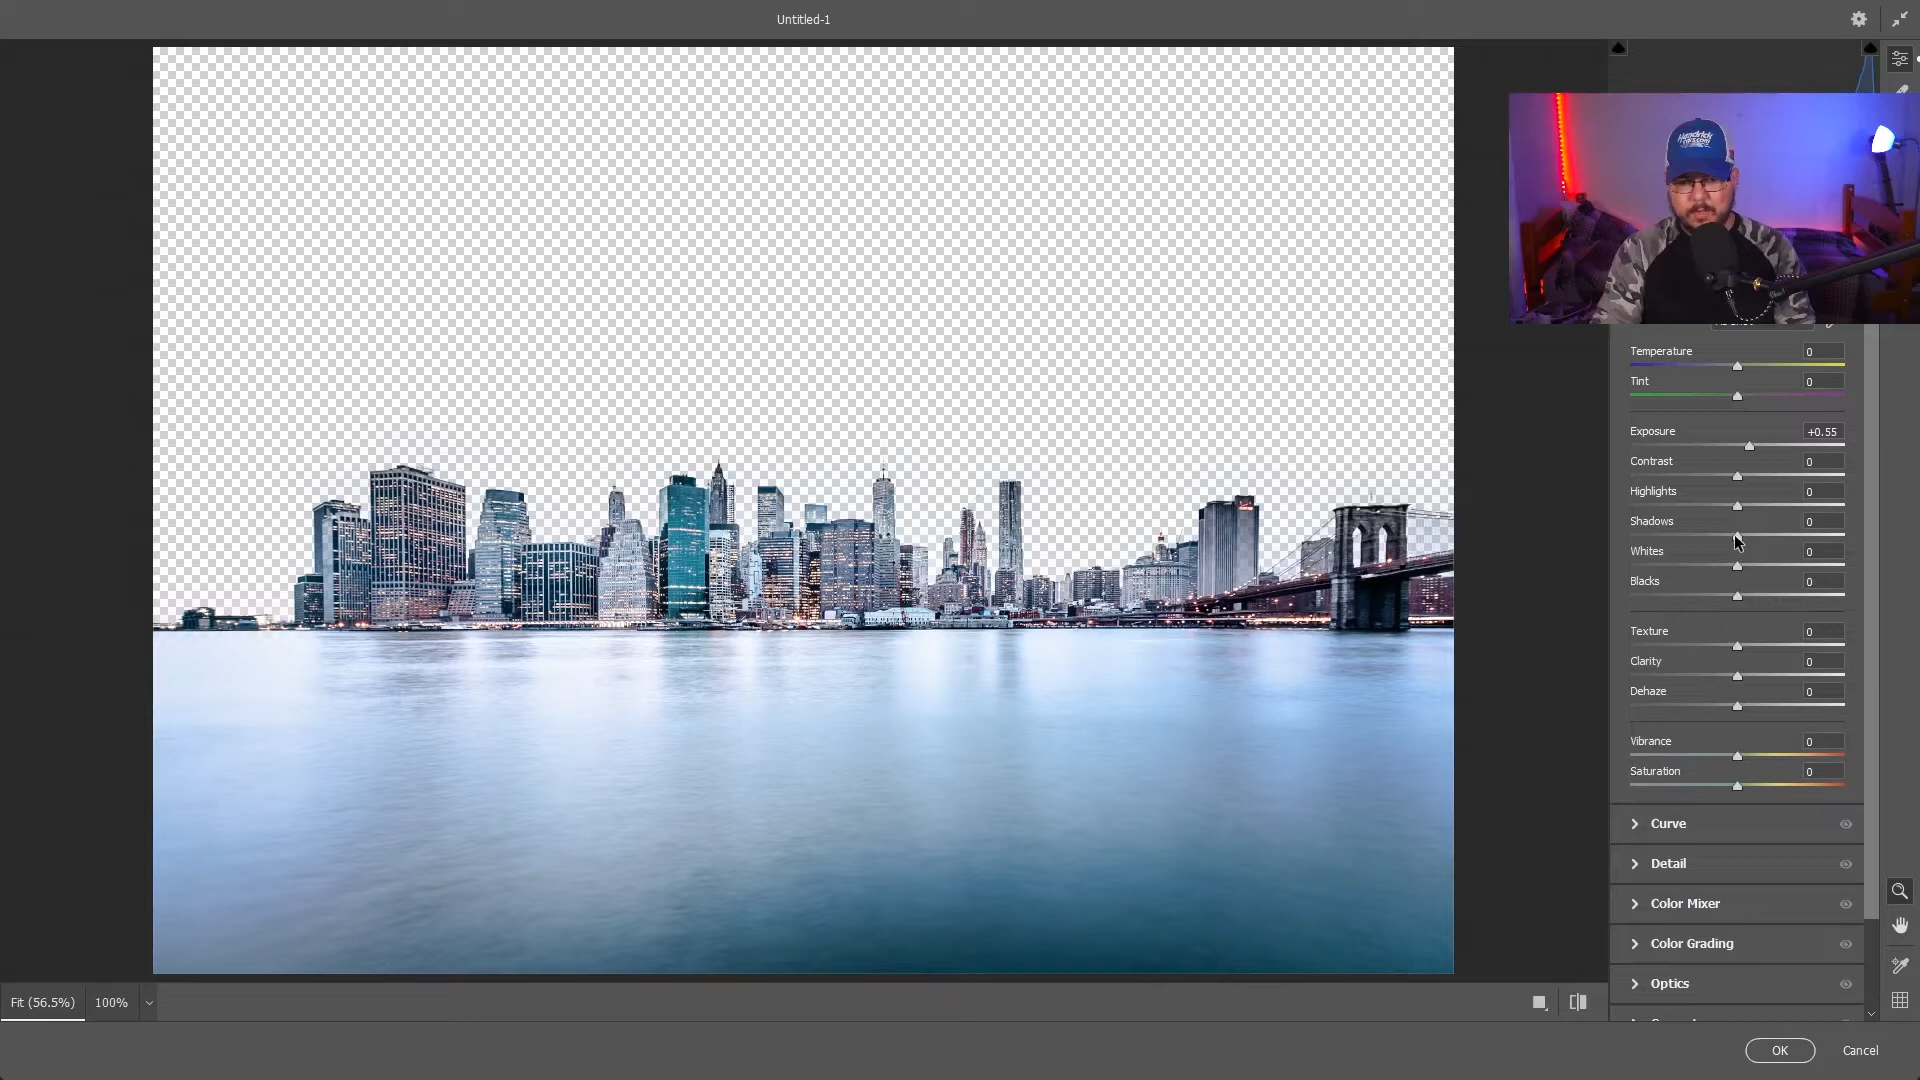 Untitled-1
Hendrick
Temperature 0
Tint 0
Exposure +0.55
Contrast 0
Highlights 0
Shadows 0
Whites 0
Blacks 0
Texture 0
Clarity 0
Dehaze 0
Vibrance 0
Saturation 0
Curve
Detail
Color Mixer
Color Grading
Optics
Fit (56.5%) 100%
OK Cancel